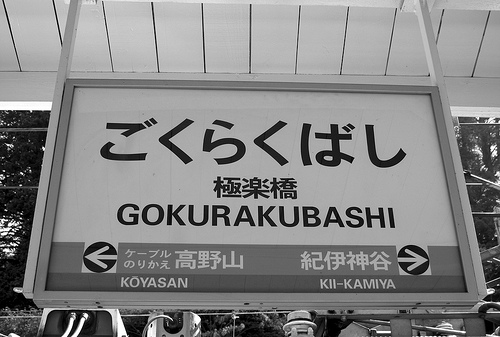 ごくらくばし
極楽橋
GOKURAKUBASHI
ケーブル
のりかえ 高野山 紀伊神谷
KŌYASAN KII-KAMIYA